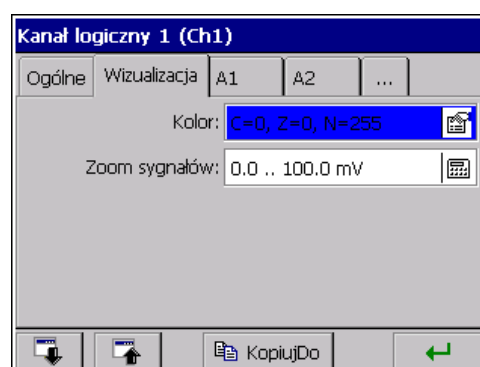 Kanał logiczny 1 (Ch1)
Ogólne Wizualizacja A1 A2 ...
Kolor: C=0, Z=0, N=255
Zoom sygnałów: 0.0 .. 100.0 mV
KopiujDo